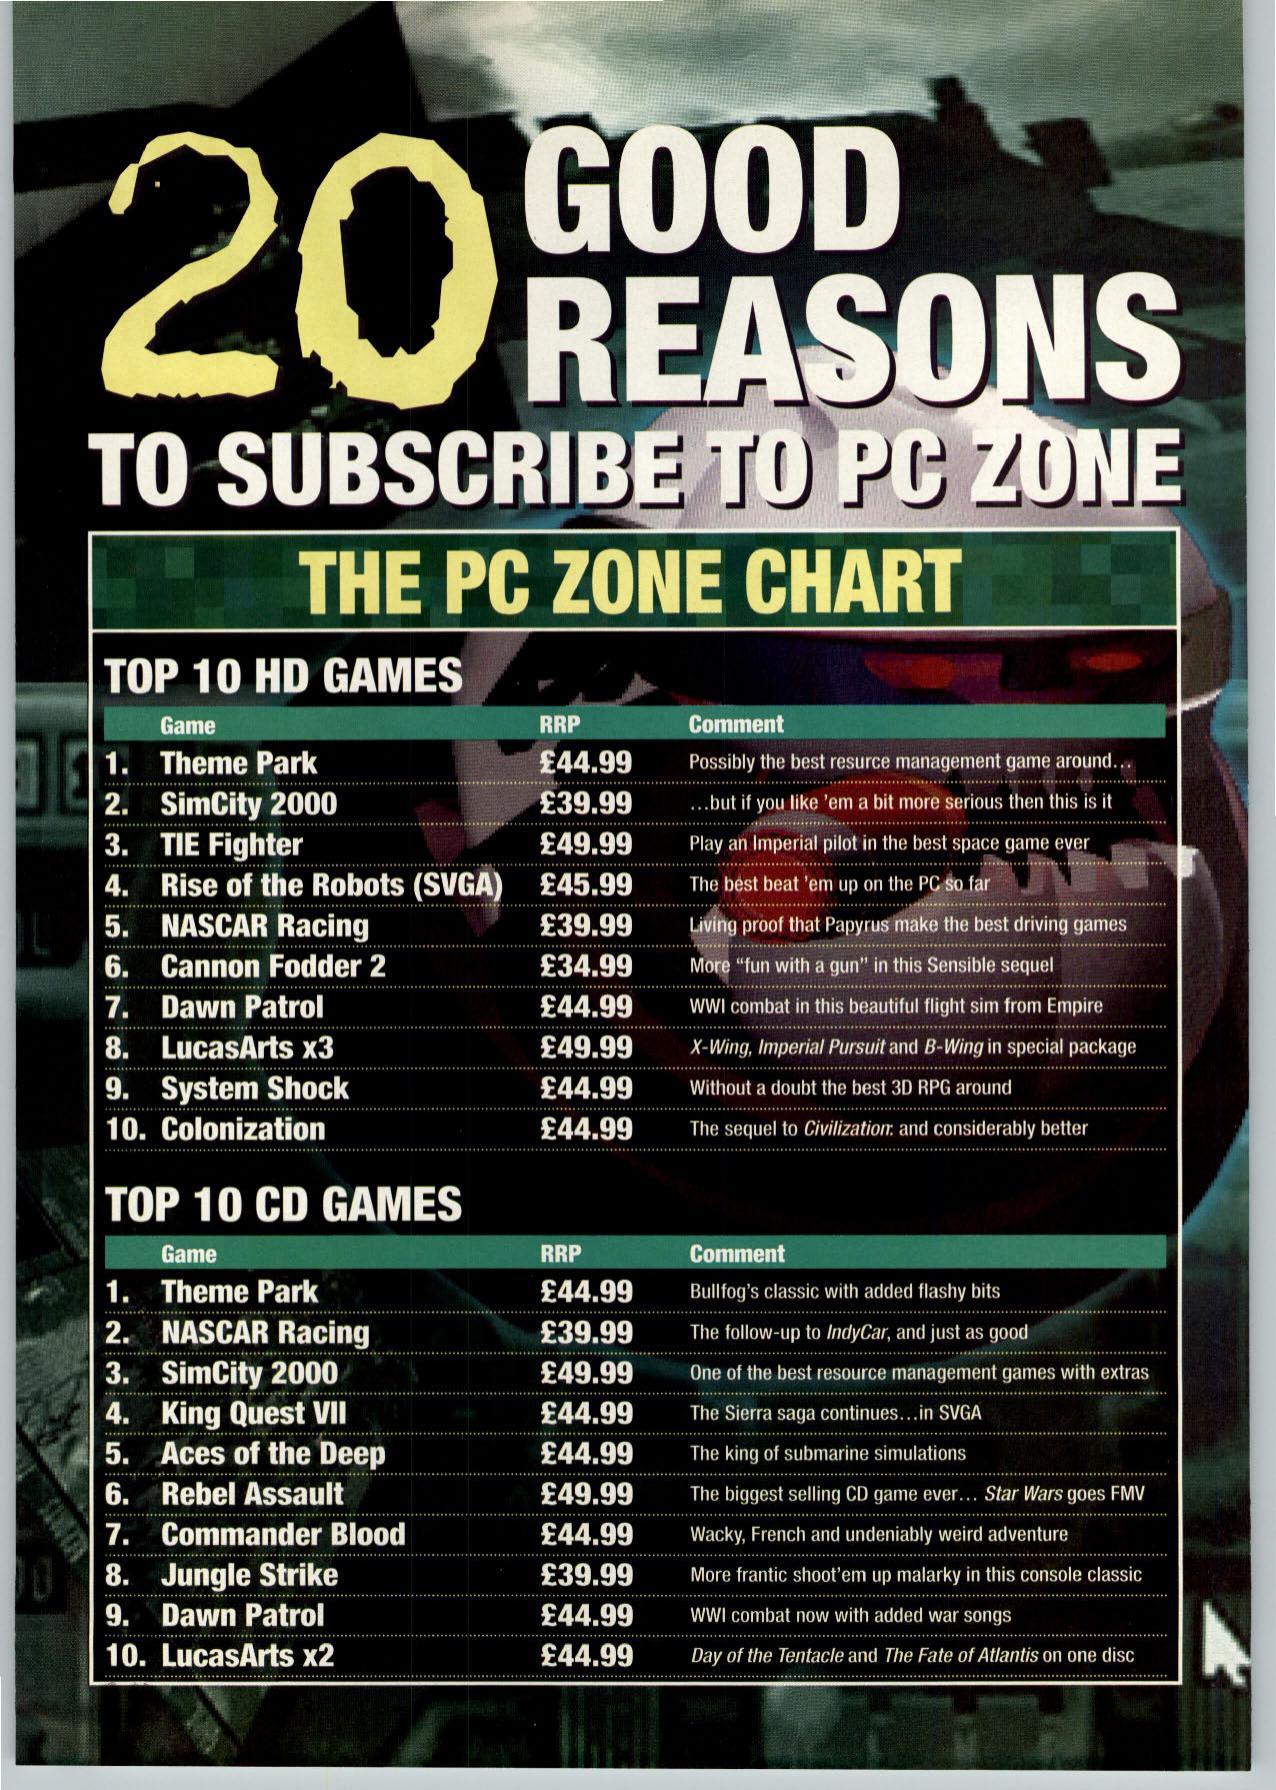 20 GOOD
REASONS
TO SUBSCRIBE TO PC ZONE
THE PC ZONE CHART
TOP 10 HD GAMES
Game RRP Comment
1. Theme Park £44.99 Possibly the best resurce management game around...
2. SimCity 2000 £39.99 ...but if you like 'em a bit more serious then this is it
3. TIE Fighter £49.99 Play an Imperial pilot in the best space game ever
4. Rise of the Robots (SVGA) £45.99 The best beat 'em up on the PC so far
5. NASCAR Racing £39.99 Living proof that Papyrus make the best driving games
6. Cannon Fodder 2 £34.99 More "fun with a gun" in this Sensible sequel
7. Dawn Patrol £44.99 WWI combat in this beautiful flight sim from Empire
8. LucasArts x3 £49.99 X-Wing, Imperial Pursuit and B-Wing in special package
9. System Shock £44.99 Without a doubt the best 3D RPG around
10. Colonization £44.99 The sequel to Civilization: and considerably better
TOP 10 CD GAMES
Game RRP Comment
1. Theme Park £44.99 Bullfog's classic with added flashy bits
2. NASCAR Racing £39.99 The follow-up to IndyCar, and just as good
3. SimCity 2000 £49.99 One of the best resource management games with extras
4. King Quest VII £44.99 The Sierra saga continues...in SVGA
5. Aces of the Deep £44.99 The king of submarine simulations
6. Rebel Assault £49.99 The biggest selling CD game ever... Star Wars goes FMV
7. Commander Blood £44.99 Wacky, French and undeniably weird adventure
8. Jungle Strike £39.99 More frantic shoot'em up malarky in this console classic
9. Dawn Patrol £44.99 WWI combat now with added war songs
10. LucasArts x2 £44.99 Day of the Tentacle and The Fate of Atlantis on one disc